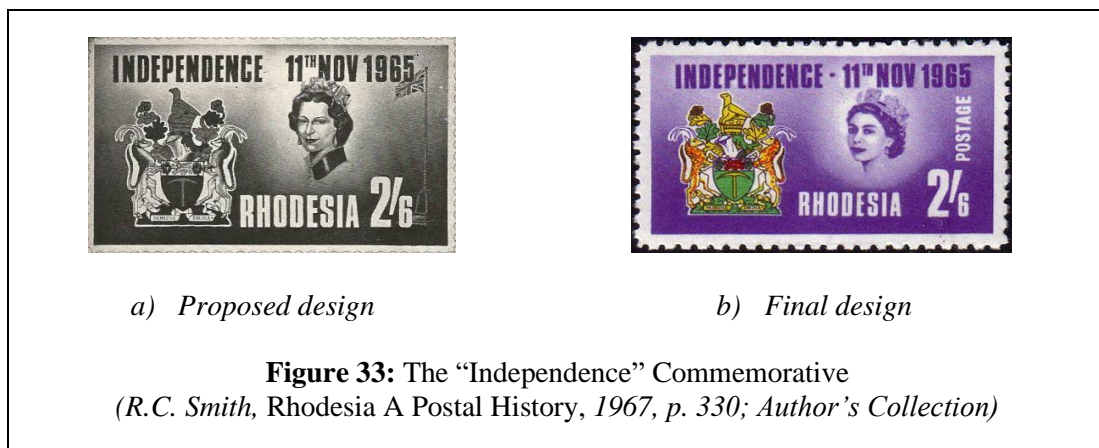 INDEPENDENCE 11TH NOV 1965
RHODESIA 2/6
INDEPENDENCE - 11TH NOV 1965
POSTAGE
RHODESIA 2/6
a) Proposed design
b) Final design
Figure 33: The “Independence” Commemorative
(R.C. Smith, Rhodesia A Postal History, 1967, p. 330; Author’s Collection)